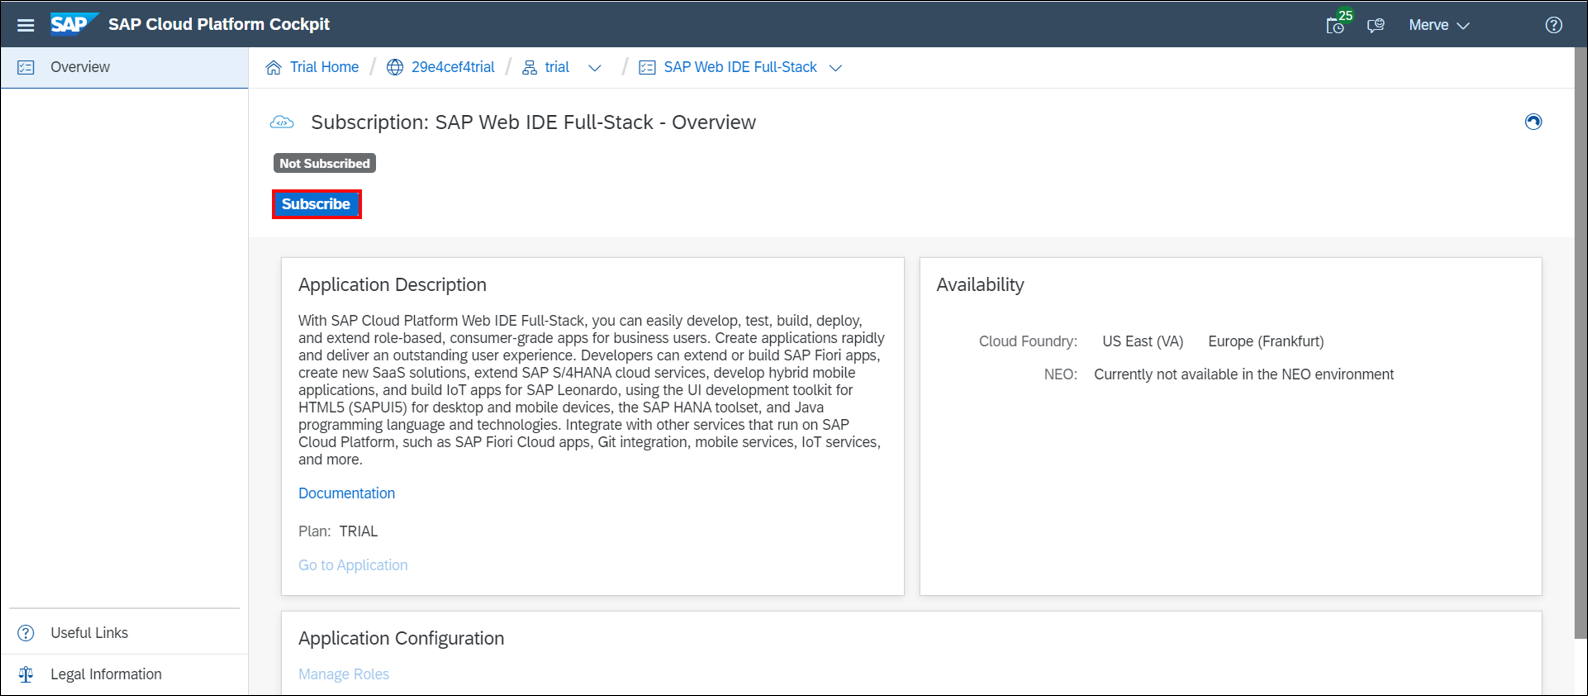 SAP SAP Cloud Platform Cockpit 25 Merve
Overview
Trial Home / 29e4cef4trial / trial / SAP Web IDE Full-Stack
Subscription: SAP Web IDE Full-Stack - Overview
Not Subscribed
Subscribe
Application Description
With SAP Cloud Platform Web IDE Full-Stack, you can easily develop, test, build, deploy,
and extend role-based, consumer-grade apps for business users. Create applications rapidly
and deliver an outstanding user experience. Developers can extend or build SAP Fiori apps,
create new SaaS solutions, extend SAP S/4HANA cloud services, develop hybrid mobile
applications, and build IoT apps for SAP Leonardo, using the UI development toolkit for
HTML5 (SAPUI5) for desktop and mobile devices, the SAP HANA toolset, and Java
programming language and technologies. Integrate with other services that run on SAP
Cloud Platform, such as SAP Fiori Cloud apps, Git integration, mobile services, IoT services,
and more.
Documentation
Plan: TRIAL
Go to Application
Availability
Cloud Foundry: US East (VA) Europe (Frankfurt)
NEO: Currently not available in the NEO environment
Application Configuration
Manage Roles
Useful Links
Legal Information